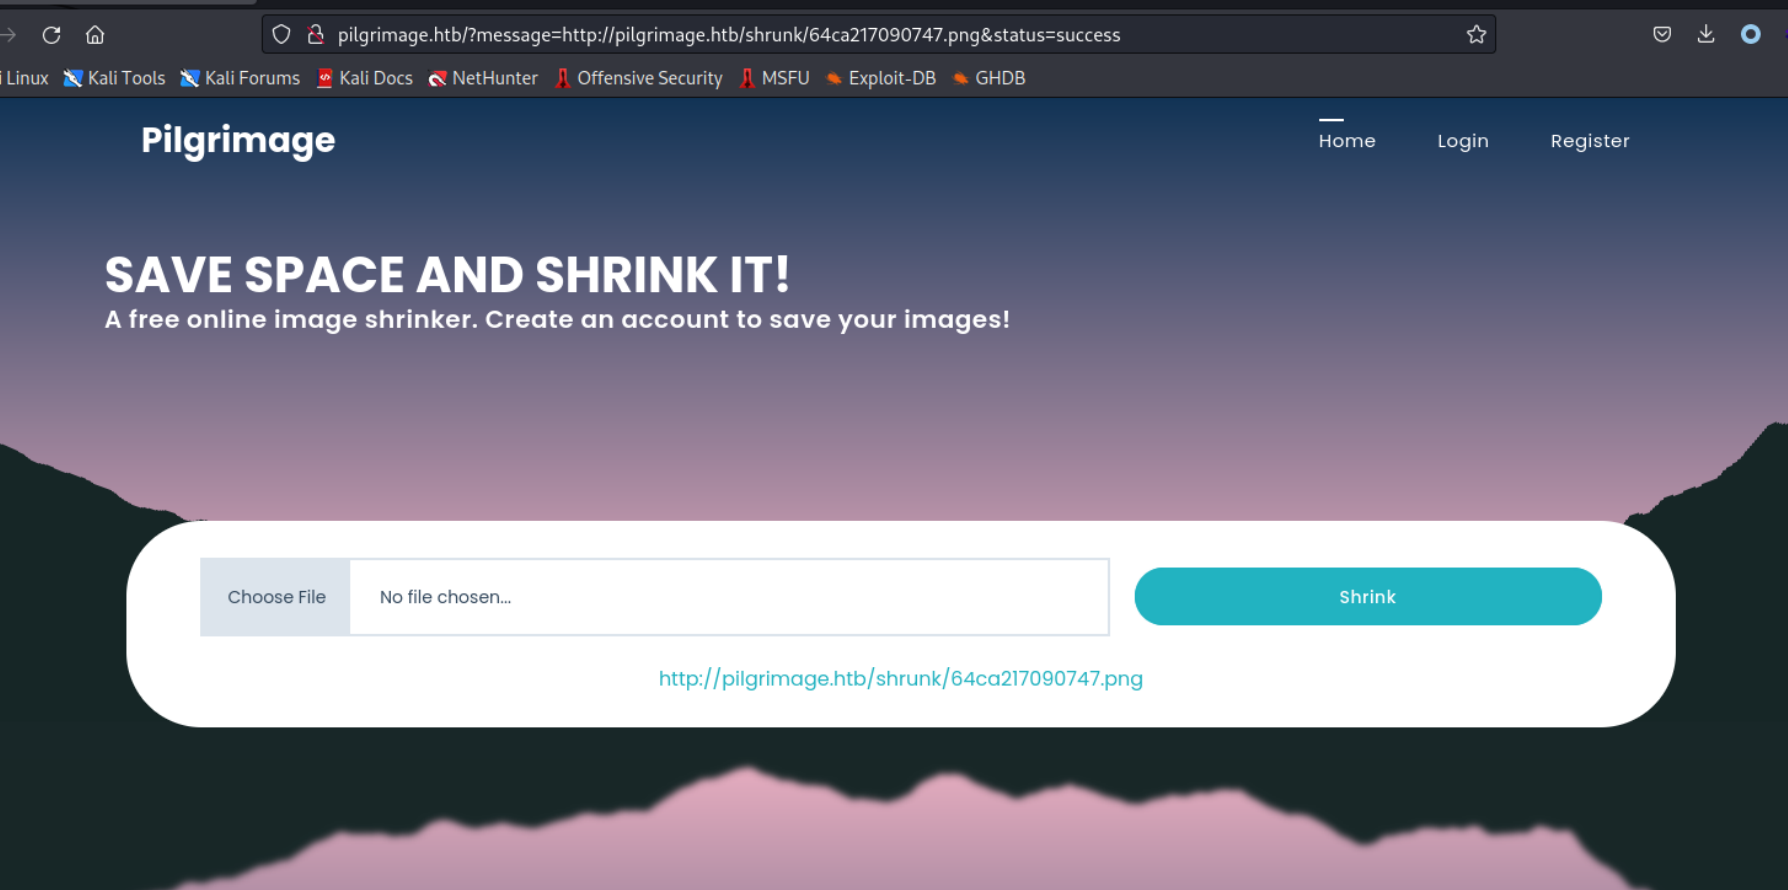 pilgrimage.htb/?message=http://pilgrimage.htb/shrunk/64ca217090747.png&status=success
Linux Kali Tools Kali Forums Kali Docs NetHunter Offensive Security MSFU Exploit-DB GHDB
Pilgrimage Home Login Register
SAVE SPACE AND SHRINK IT!
A free online image shrinker. Create an account to save your images!
Choose File No file chosen... Shrink
http://pilgrimage.htb/shrunk/64ca217090747.png